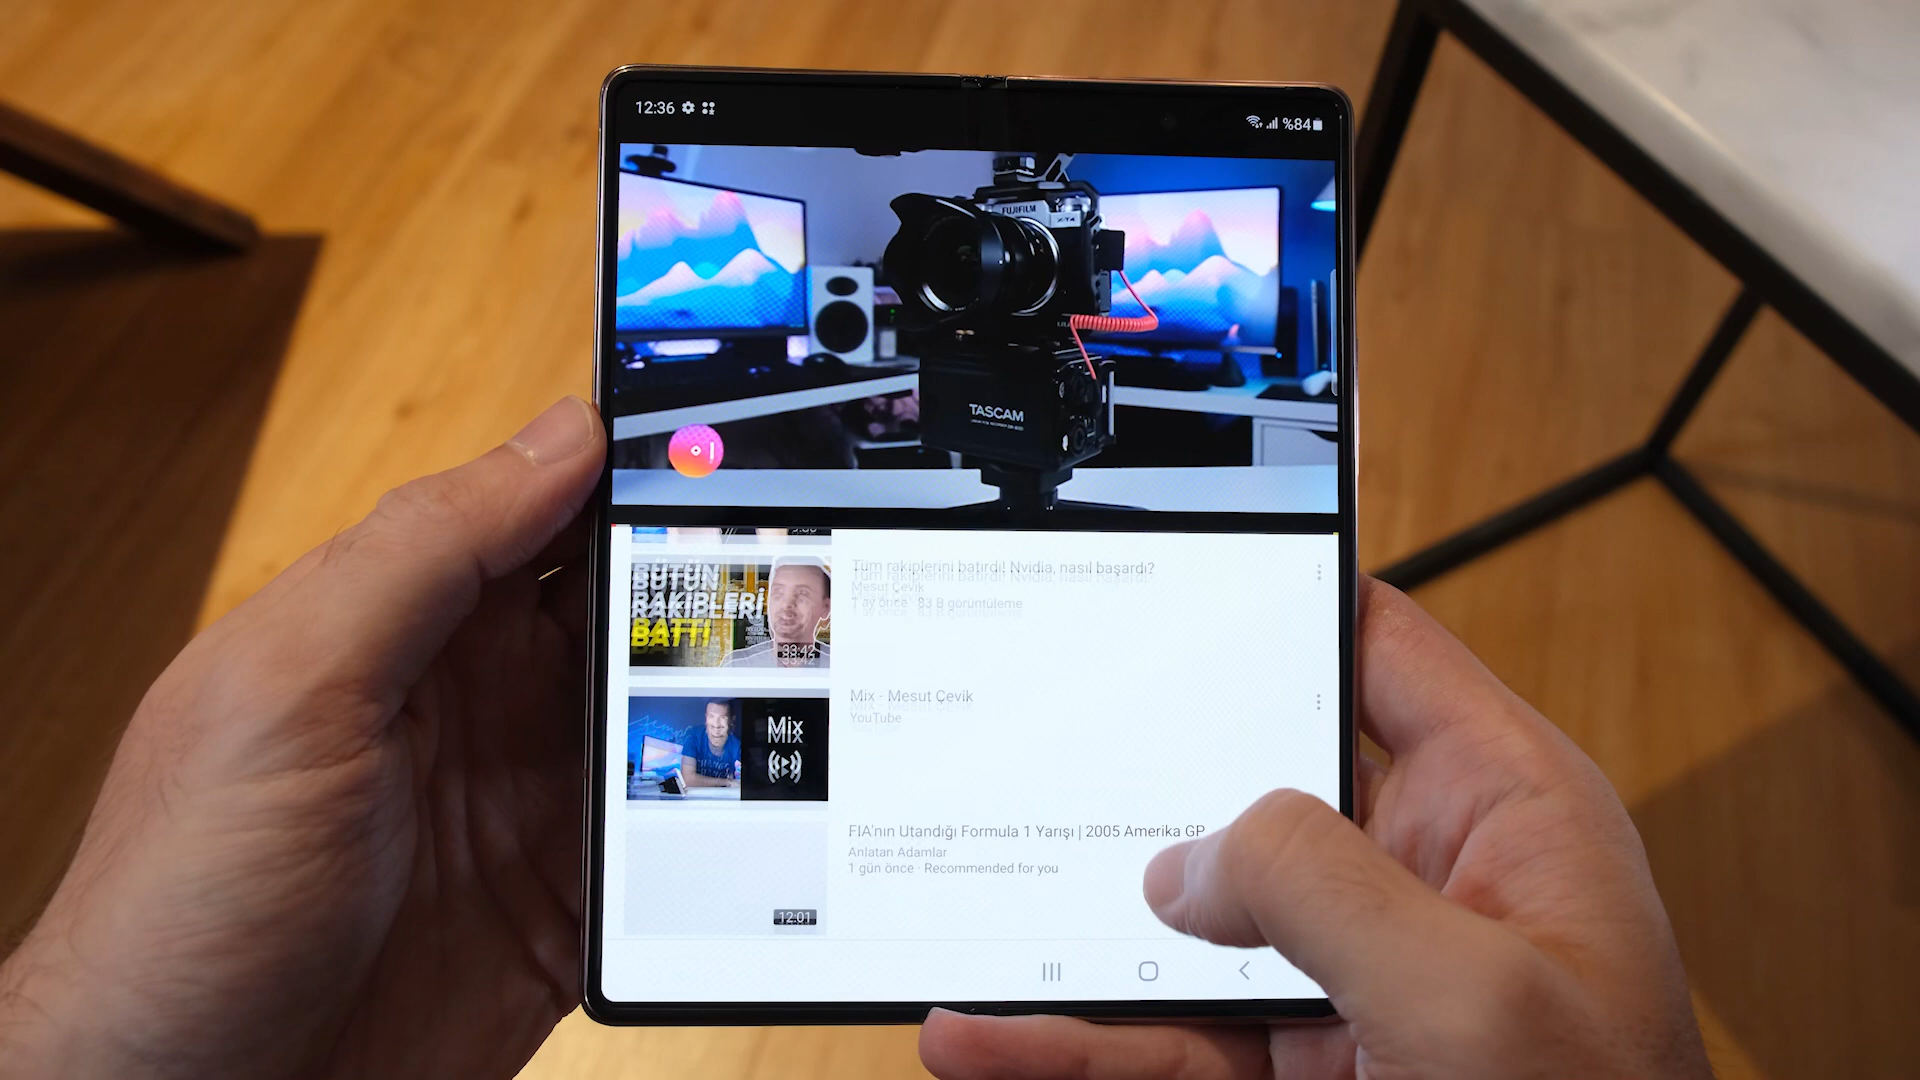 12:36
%84
FUJIFILM
X-T4
TASCAM
BÜTÜN
RAKİPLERİ
BATTI
33:42
Tüm rakiplerini batırdı! Nvidia, nasıl başardı?
Mesut Çevik
1 ay önce · 83 B görüntüleme
Mix
Mix - Mesut Çevik
YouTube
FIA'nın Utandığı Formula 1 Yarışı | 2005 Amerika GP
Anlatan Adamlar
1 gün önce · Recommended for you
12:01